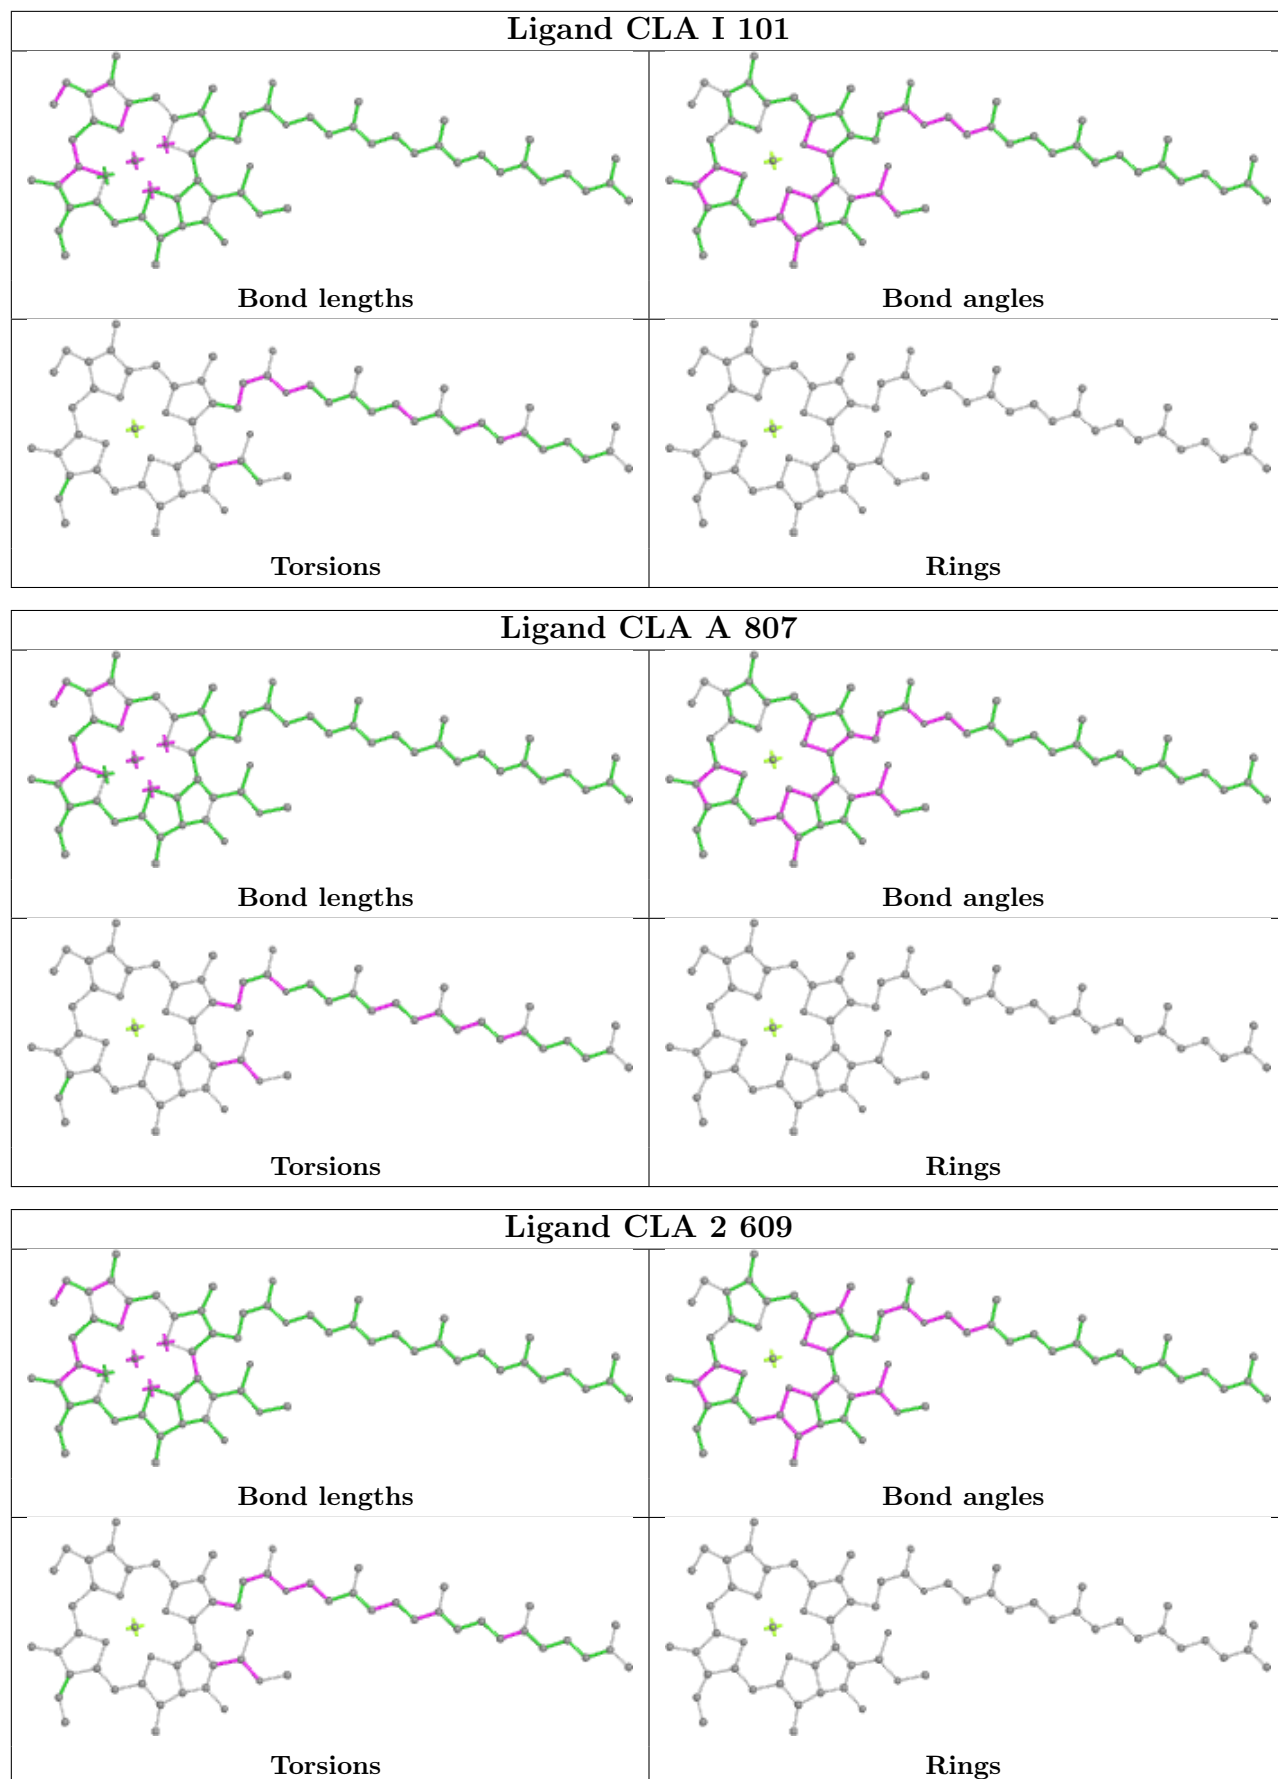 Ligand CLA I 101
Bond lengths
Bond angles
Torsions
Rings
Ligand CLA A 807
Bond lengths
Bond angles
Torsions
Rings
Ligand CLA 2 609
Bond lengths
Bond angles
Torsions
Rings